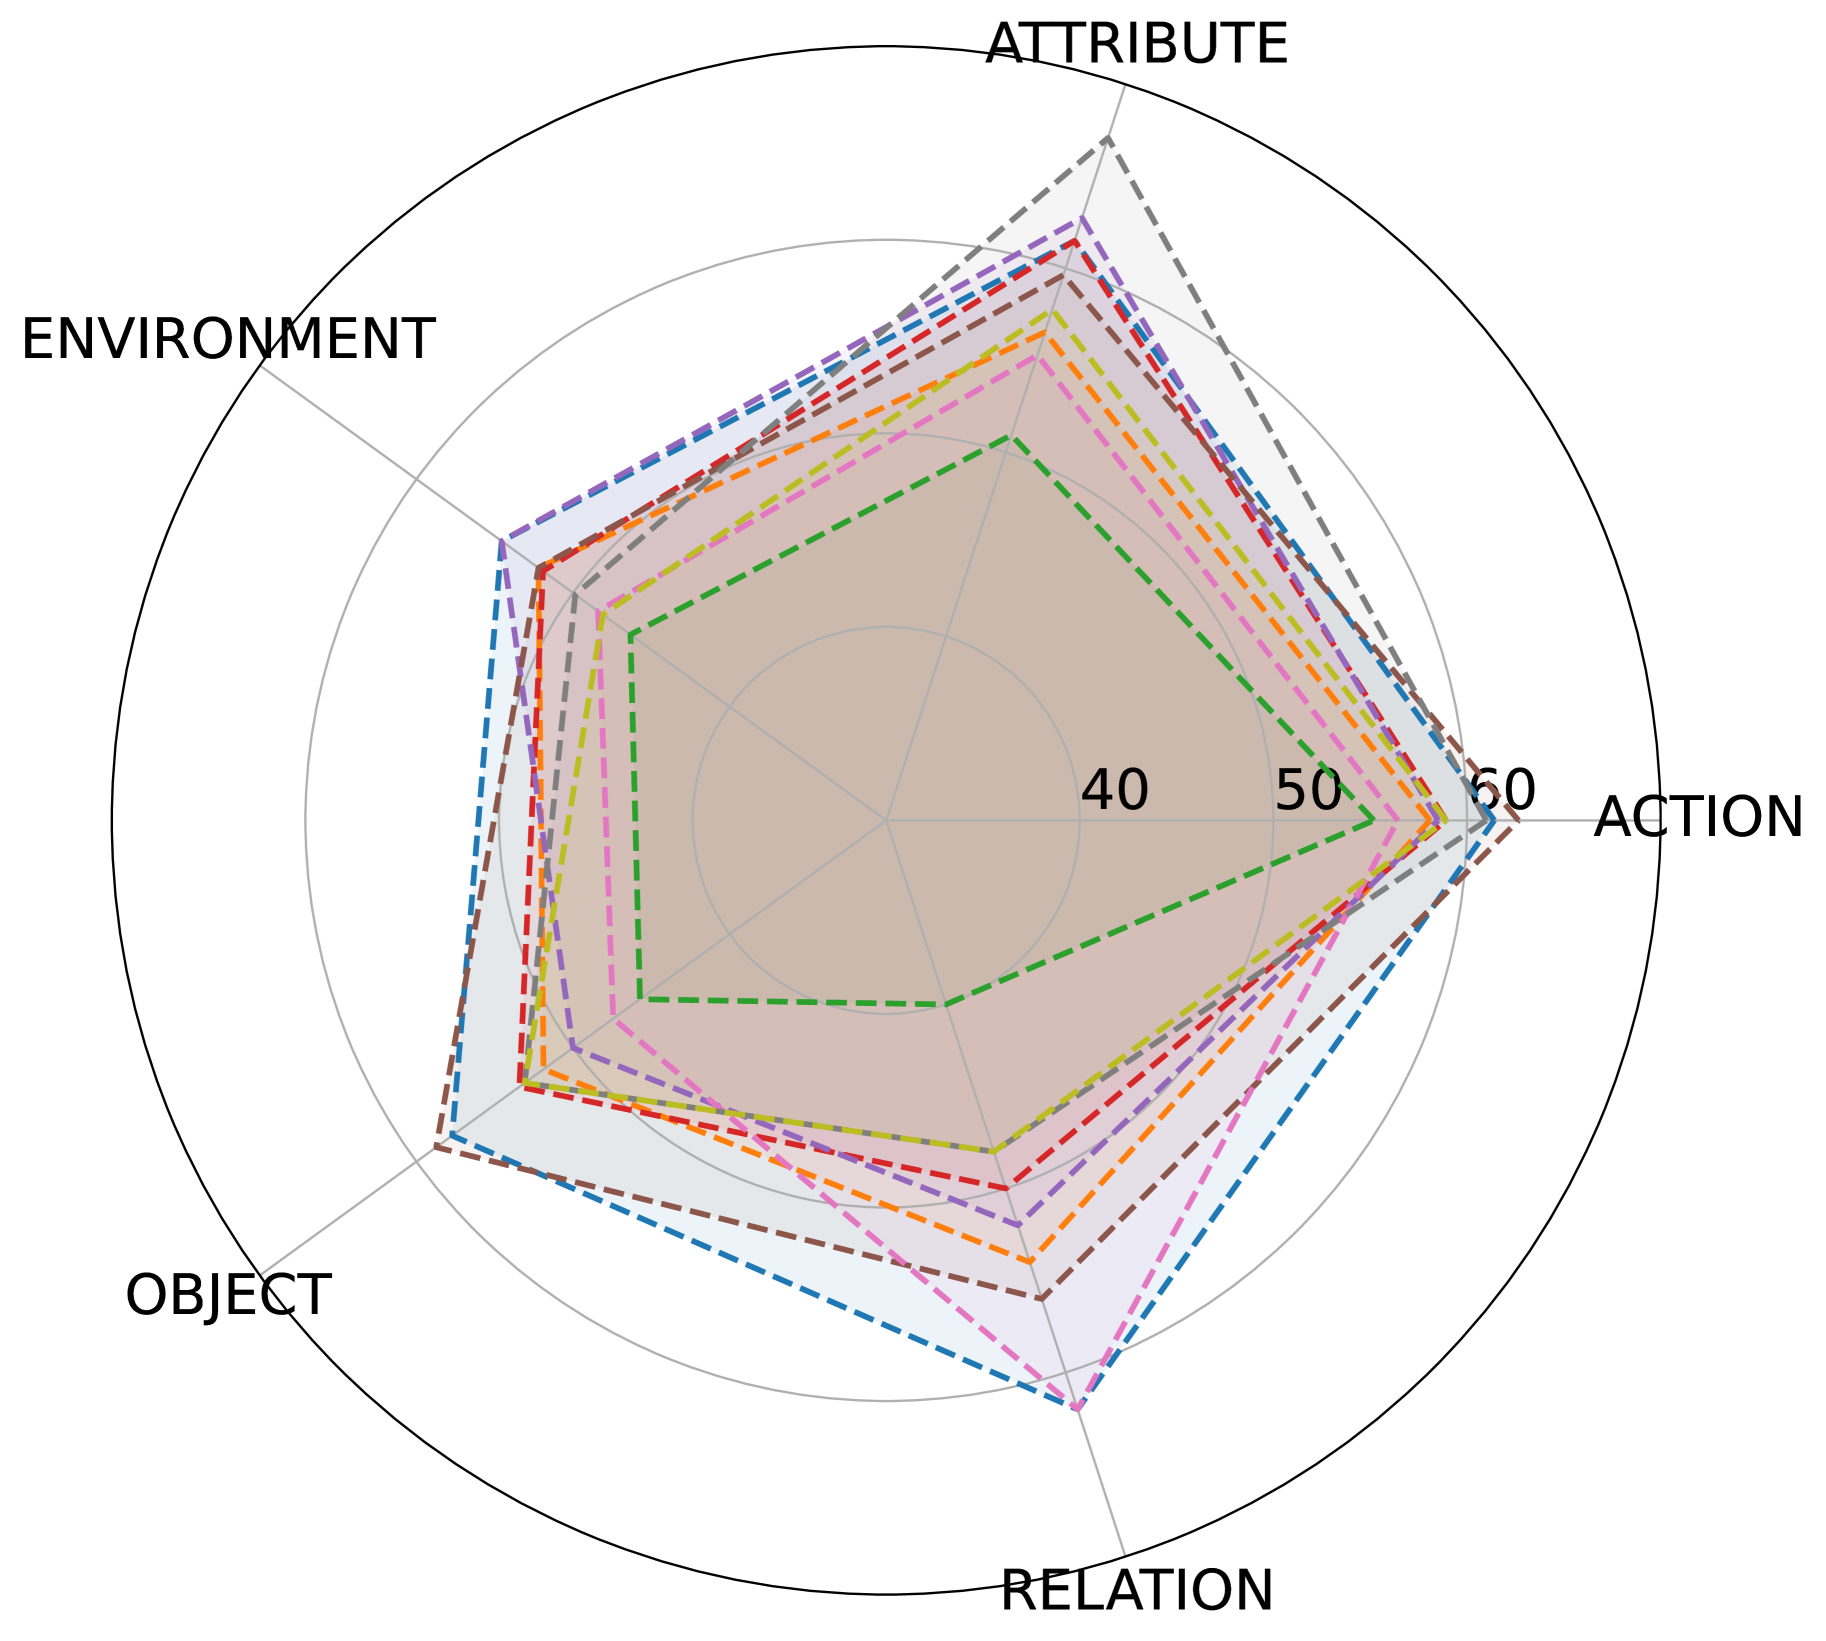 ATTRIBUTE
ENVIRONMENT
40
50
60
ACTION
OBJECT
RELATION